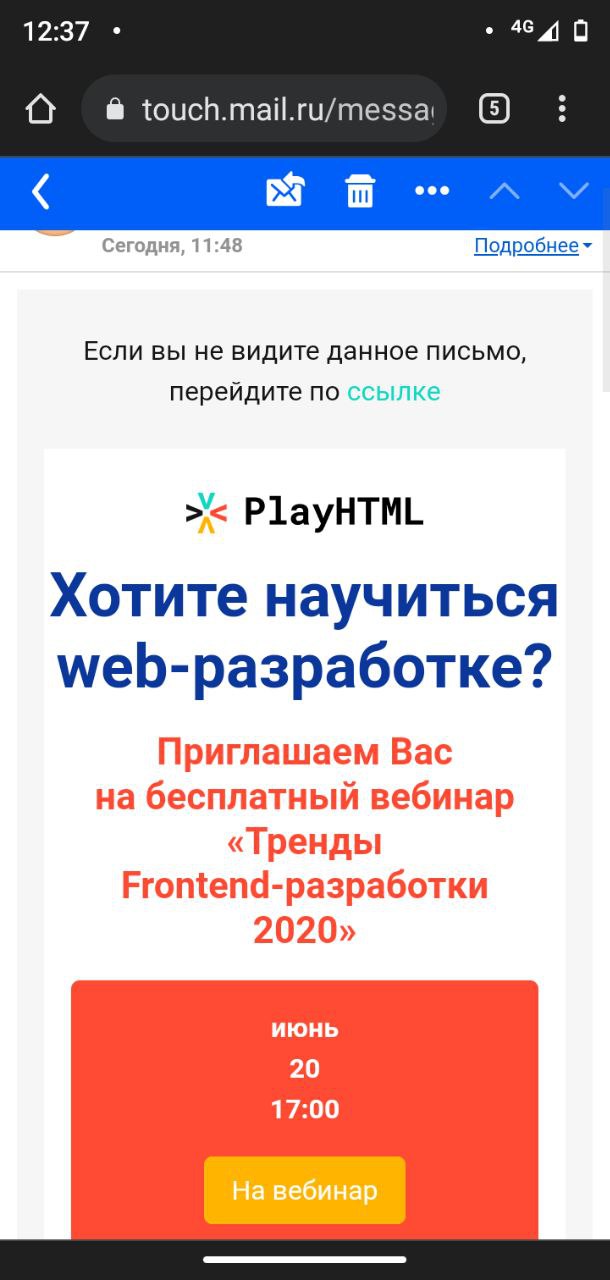 12:37
4G
touch.mail.ru/messa
5
Сегодня, 11:48
Подробнее
Если вы не видите данное письмо,
перейдите по ссылке
PlayHTML
Хотите научиться
web-разработке?
Приглашаем Вас
на бесплатный вебинар
«Тренды
Frontend-разработки
2020»
июнь
20
17:00
На вебинар